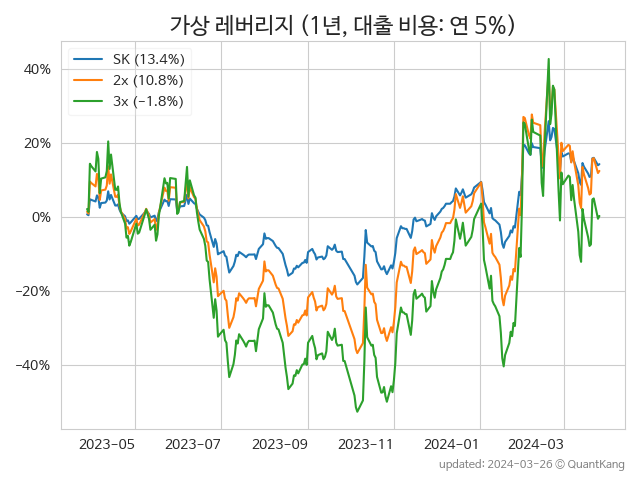 가상 레버리지 (1년, 대출 비용: 연 5%)
SK (13.4%)
2x (10.8%)
3x (−1.8%)
40%
20%
0%
−20%
−40%
2023-05 2023-07 2023-09 2023-11 2024-01 2024-03
updated: 2024-03-26 © QuantKang